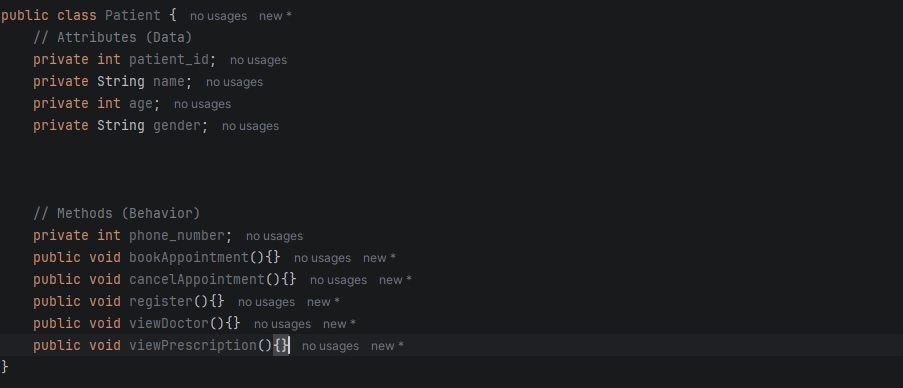 public class Patient { no usages new *
// Attributes (Data)
private int patient_id; no usages
private String name; no usages
private int age; no usages
private String gender; no usages
// Methods (Behavior)
private int phone_number; no usages
public void bookAppointment(){} no usages new *
public void cancelAppointment(){} no usages new *
public void register(){} no usages new *
public void viewDoctor(){} no usages new *
public void viewPrescription(){} no usages new *
}